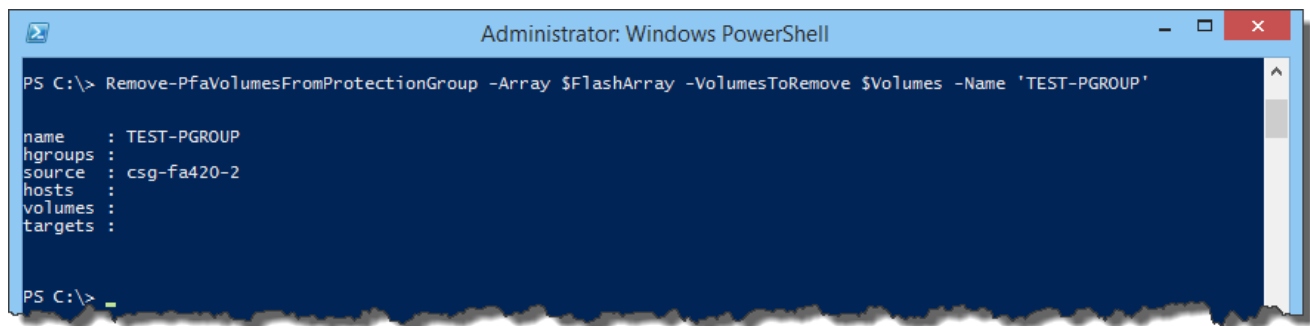 Administrator: Windows PowerShell
PS C:\> Remove-PfaVolumesFromProtectionGroup -Array $FlashArray -VolumesToRemove $Volumes -Name 'TEST-PGROUP'
name    : TEST-PGROUP
hgroups :
source  : csg-fa420-2
hosts   :
volumes :
targets :
PS C:\> _